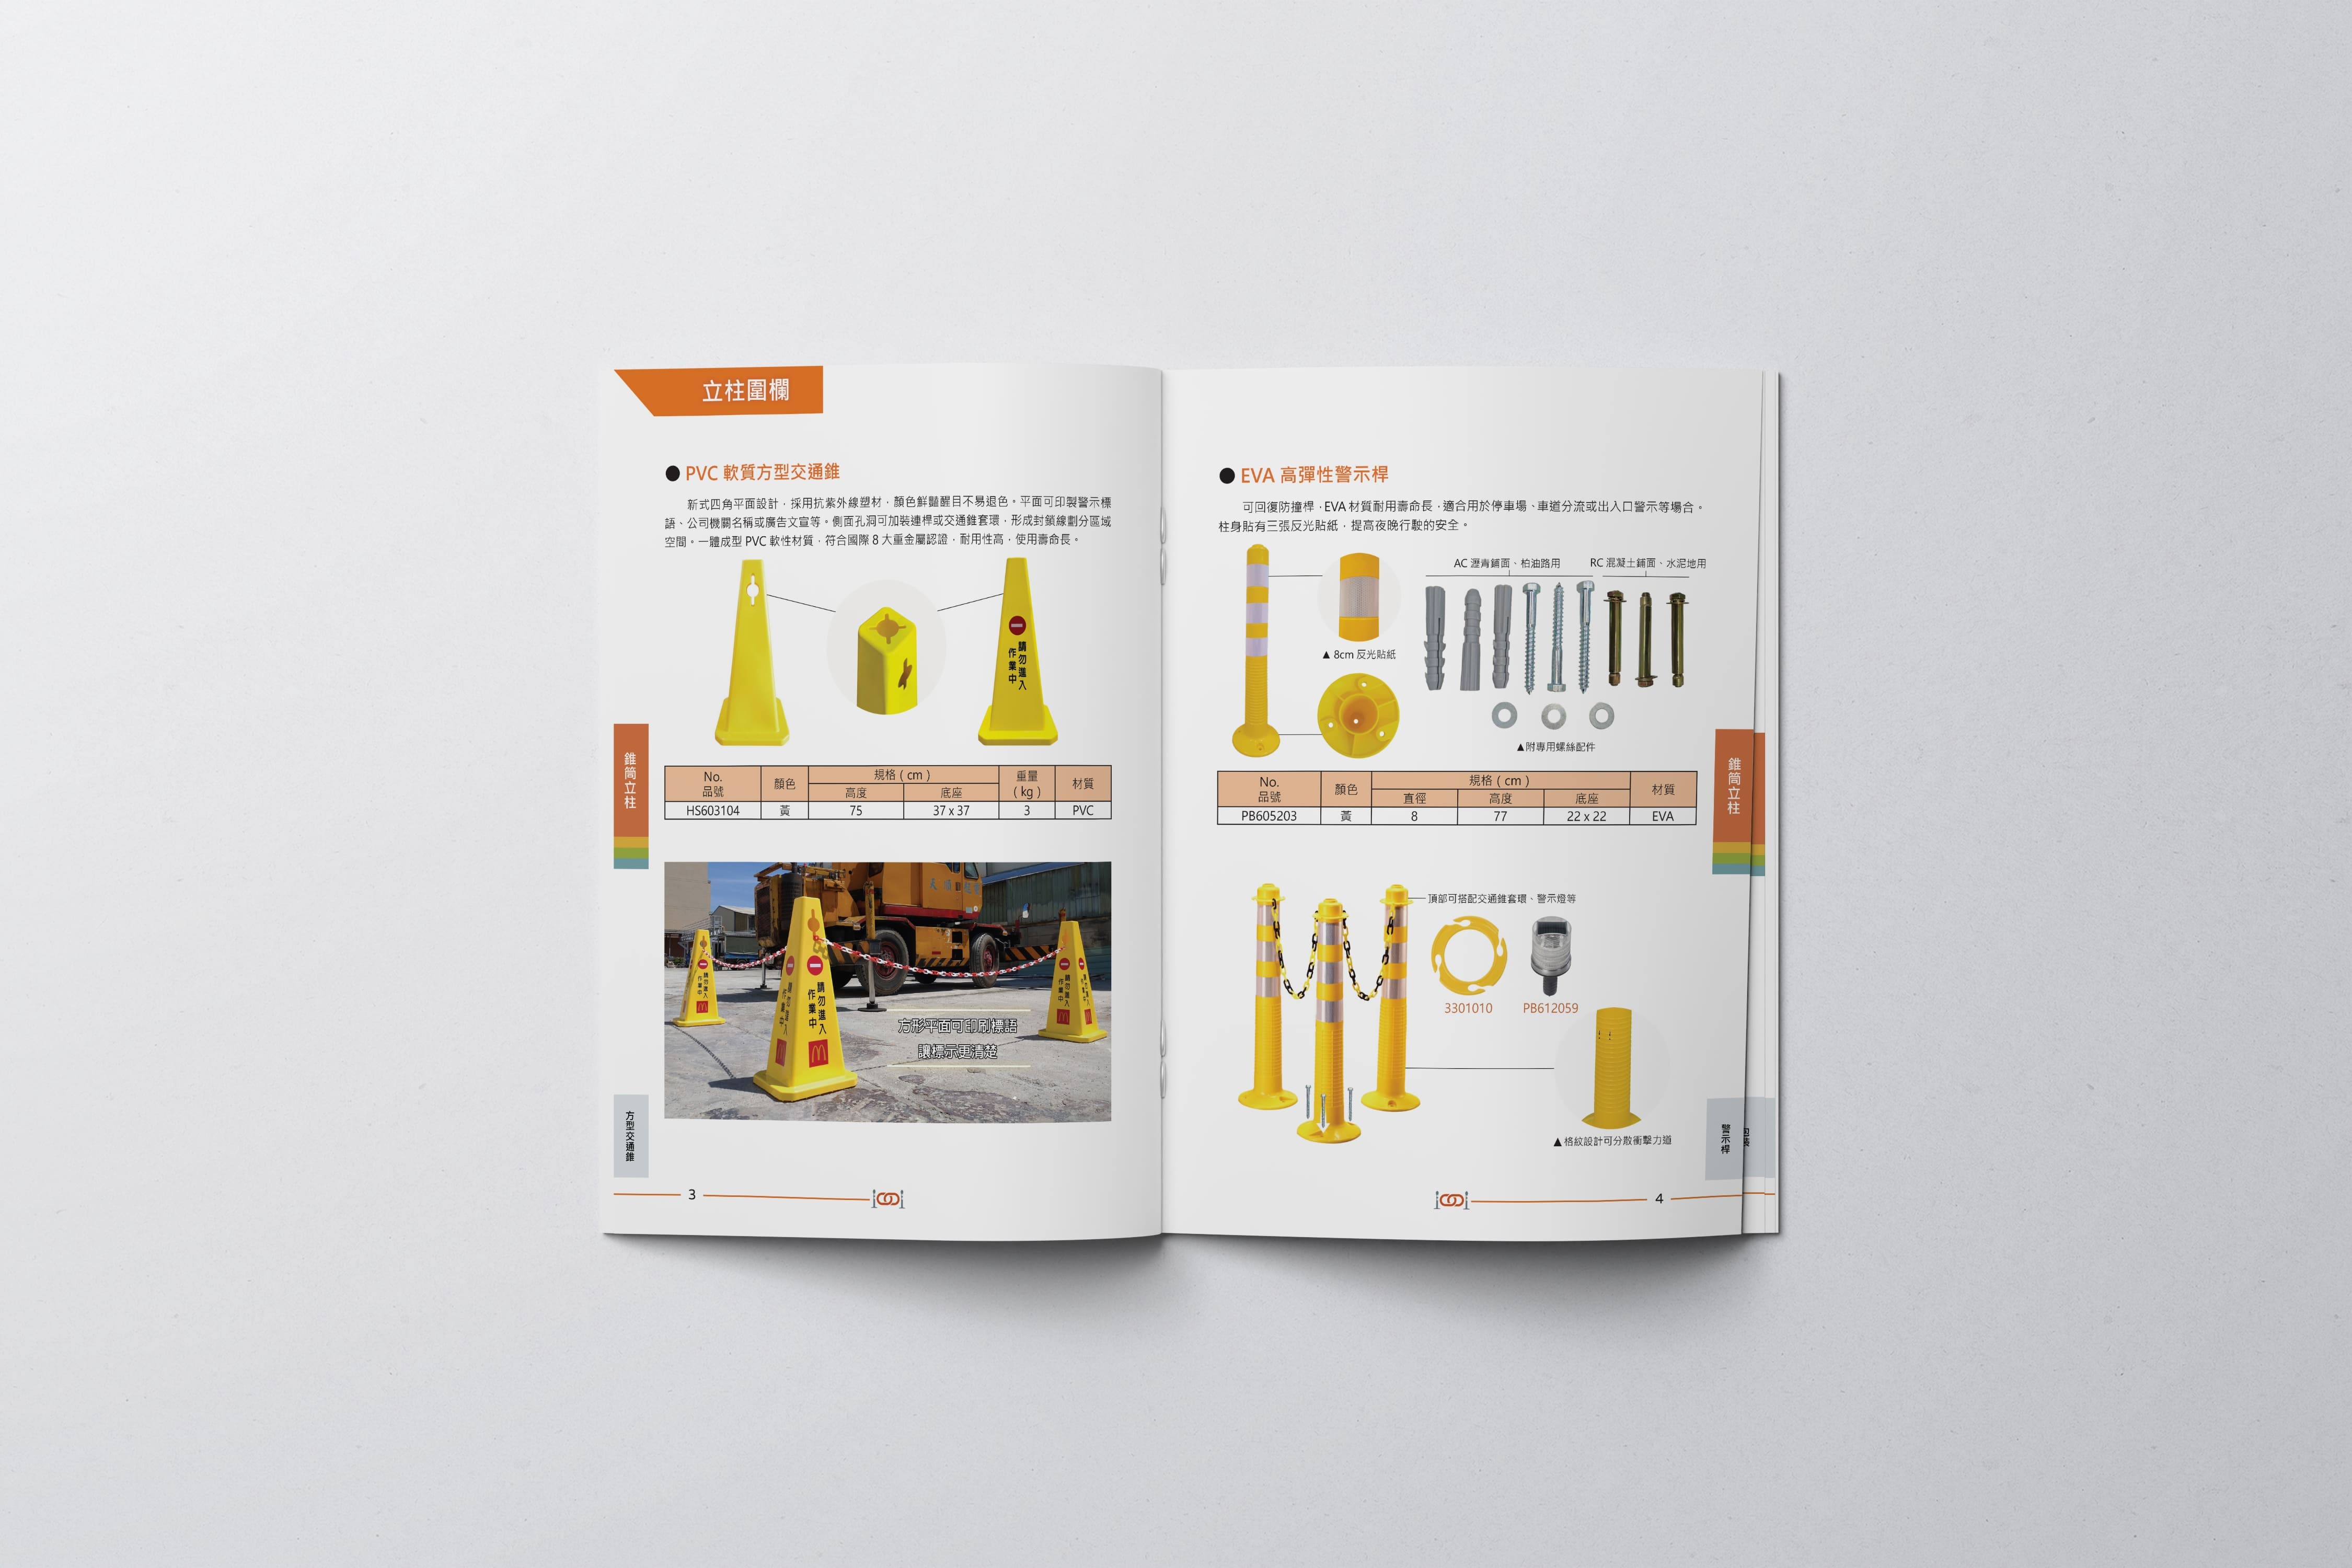 立柱圍欄
● PVC 軟質方型交通錐
新式四角平面設計，採用抗紫外線塑材，顏色鮮豔醒目不易退色。平面可印製警示標
語、公司機關名稱或廣告文宣等。側面孔洞可加裝連桿或交通錐套環，形成封鎖線劃分區域
空間。一體成型 PVC 軟性材質，符合國際 8 大重金屬認證，耐用性高，使用壽命長。
請勿進入
作業中
No. 品號 顏色 規格（cm） 重量（kg） 材質
高度 底座
HS603104 黃 75 37 x 37 3 PVC
請勿進入
作業中
請勿進入
作業中
請勿進入
作業中
方形平面可印刷標語
讓標示更清楚
錐筒立柱
方型交通錐
3
● EVA 高彈性警示桿
可回復防撞桿，EVA 材質耐用壽命長，適合用於停車場、車道分流或出入口警示等場合。
柱身貼有三張反光貼紙，提高夜晚行駛的安全。
AC 瀝青鋪面、柏油路用
RC 混凝土鋪面、水泥地用
▲ 8cm 反光貼紙
▲附專用螺絲配件
No. 品號 顏色 規格（cm） 材質
直徑 高度 底座
PB605203 黃 8 77 22 x 22 EVA
頂部可搭配交通錐套環、警示燈等
3301010
PB612059
▲格紋設計可分散衝擊力道
錐筒立柱
警示桿
4